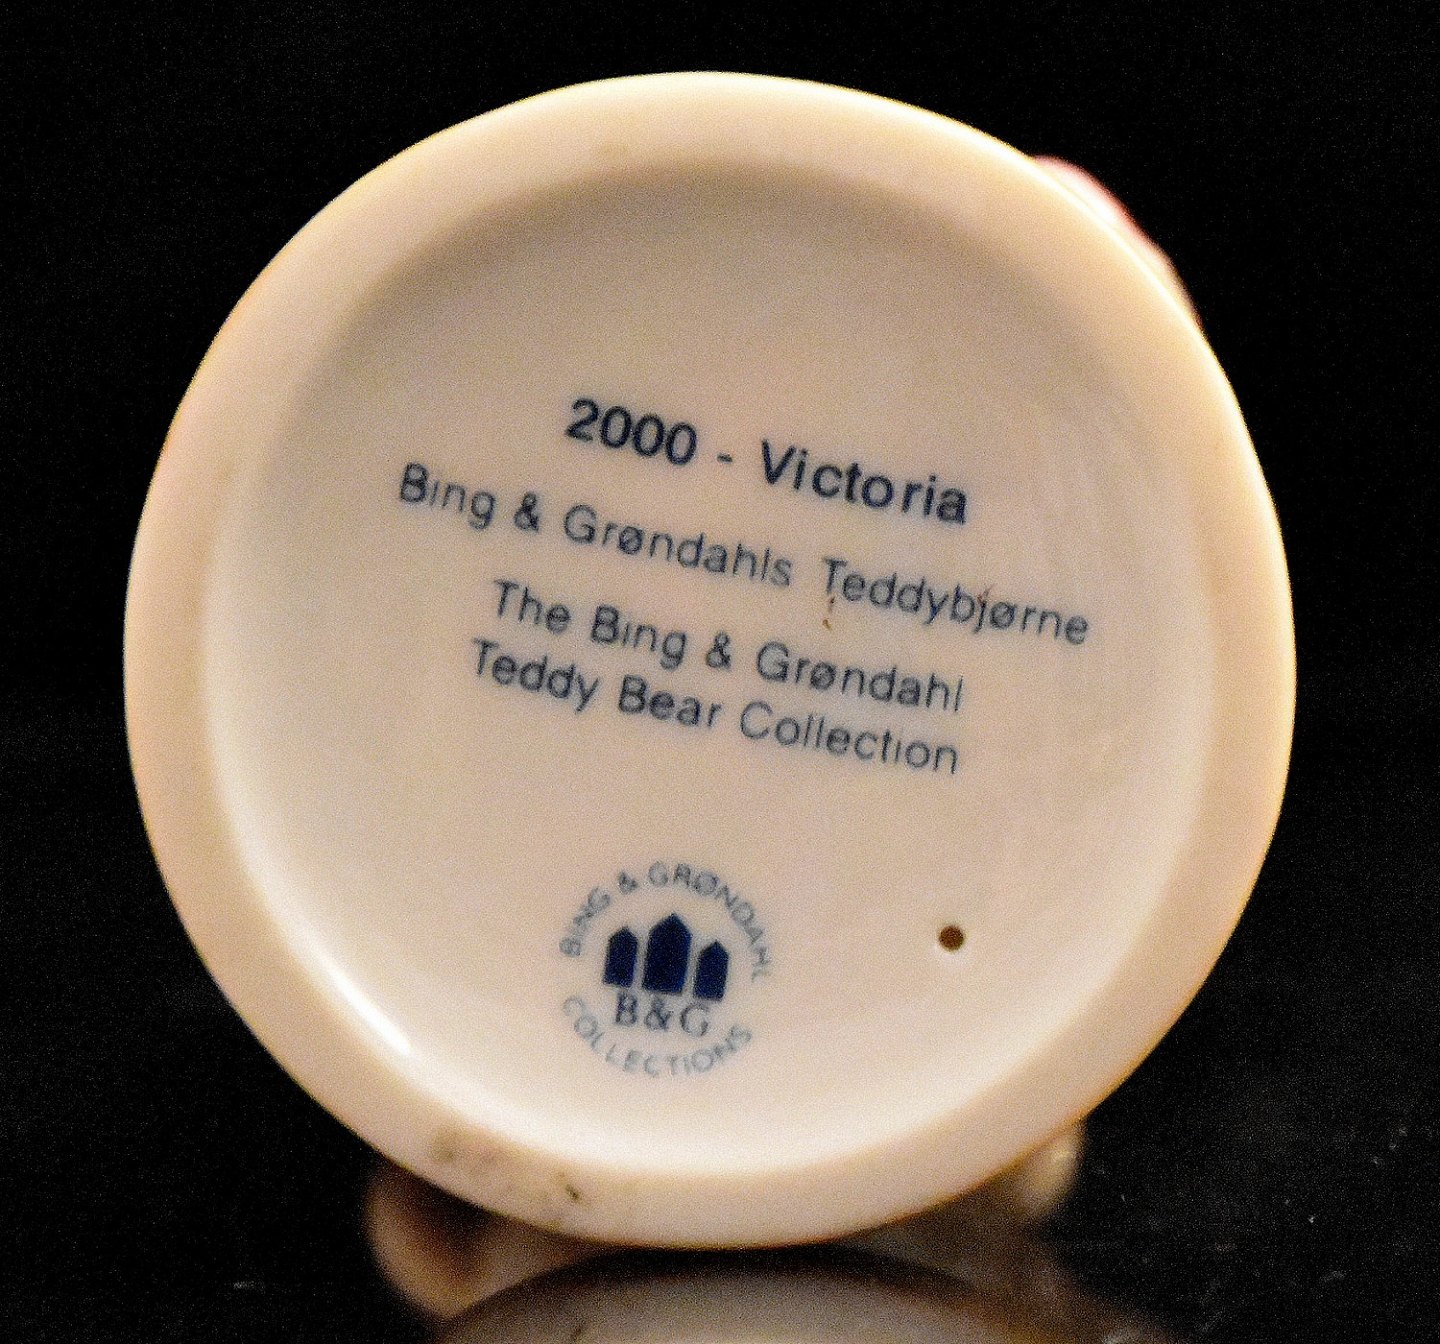 2000 - Victoria
Bing & Grøndahls Teddybjørne
The Bing & Grøndahl
Teddy Bear Collection
BING & GRØNDAHL
B&G
COLLECTIONS